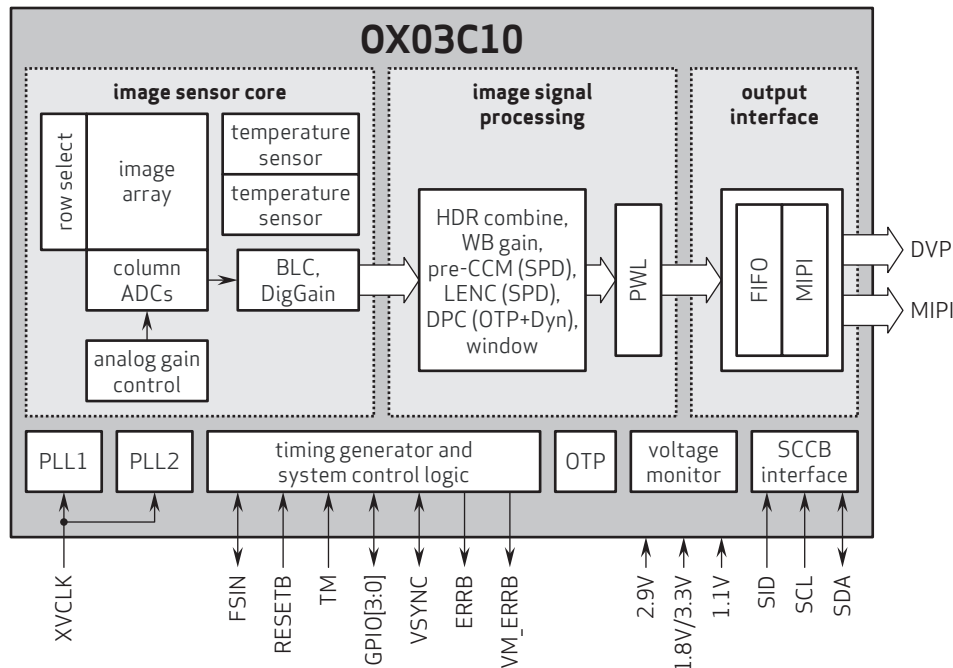 OX03C10
image sensor core
row select
image
array
temperature
sensor
temperature
sensor
column
ADCs
BLC,
DigGain
analog gain
control
image signal
processing
HDR combine,
WB gain,
pre-CCM (SPD),
LENC (SPD),
DPC (OTP+Dyn),
window
PWL
output
interface
FIFO
MIPI
DVP
MIPI
PLL1
PLL2
timing generator and
system control logic
OTP
voltage
monitor
SCCB
interface
XVCLK
FSIN
RESETB
TM
GPIO[3:0]
VSYNC
ERRB
VM_ERRB
2.9V
1.8V/3.3V
1.1V
SID
SCL
SDA